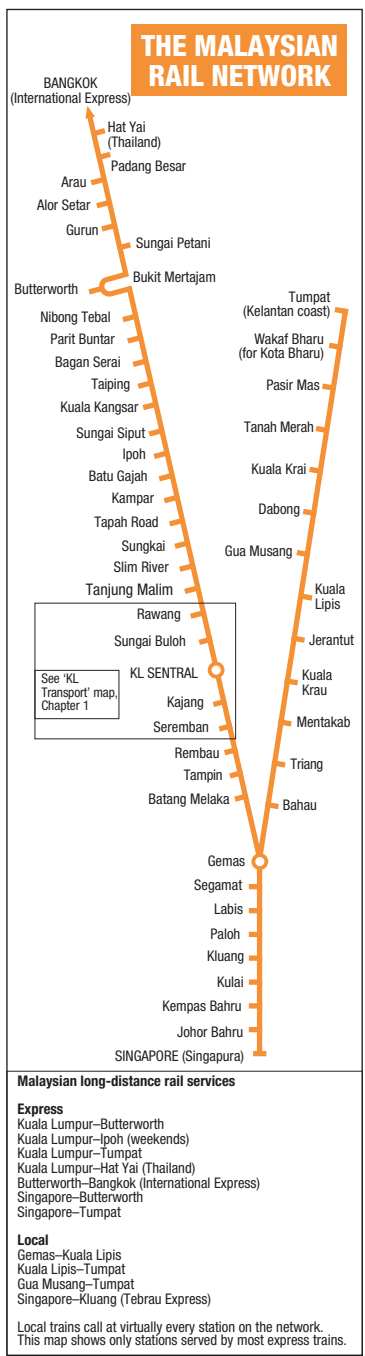 THE MALAYSIAN
RAIL NETWORK
BANGKOK
(International Express)
Hat Yai
(Thailand)
Padang Besar
Arau
Alor Setar
Gurun
Sungai Petani
Bukit Mertajam
Butterworth
Nibong Tebal
Parit Buntar
Bagan Serai
Taiping
Kuala Kangsar
Sungai Siput
Ipoh
Batu Gajah
Kampar
Tapah Road
Sungkai
Slim River
Tanjung Malim
Rawang
Sungai Buloh
KL SENTRAL
See ‘KL
Transport’ map,
Chapter 1
Kajang
Seremban
Rembau
Tampin
Batang Melaka
Tumpat
(Kelantan coast)
Wakaf Bharu
(for Kota Bharu)
Pasir Mas
Tanah Merah
Kuala Krai
Dabong
Gua Musang
Kuala
Lipis
Jerantut
Kuala
Krau
Mentakab
Triang
Bahau
Gemas
Segamat
Labis
Paloh
Kluang
Kulai
Kempas Bahru
Johor Bahru
SINGAPORE (Singapura)
Malaysian long-distance rail services
Express
Kuala Lumpur–Butterworth
Kuala Lumpur–Ipoh (weekends)
Kuala Lumpur–Tumpat
Kuala Lumpur–Hat Yai (Thailand)
Butterworth–Bangkok (International Express)
Singapore–Butterworth
Singapore–Tumpat
Local
Gemas–Kuala Lipis
Kuala Lipis–Tumpat
Gua Musang–Tumpat
Singapore–Kluang (Tebrau Express)
Local trains call at virtually every station on the network.
This map shows only stations served by most express trains.